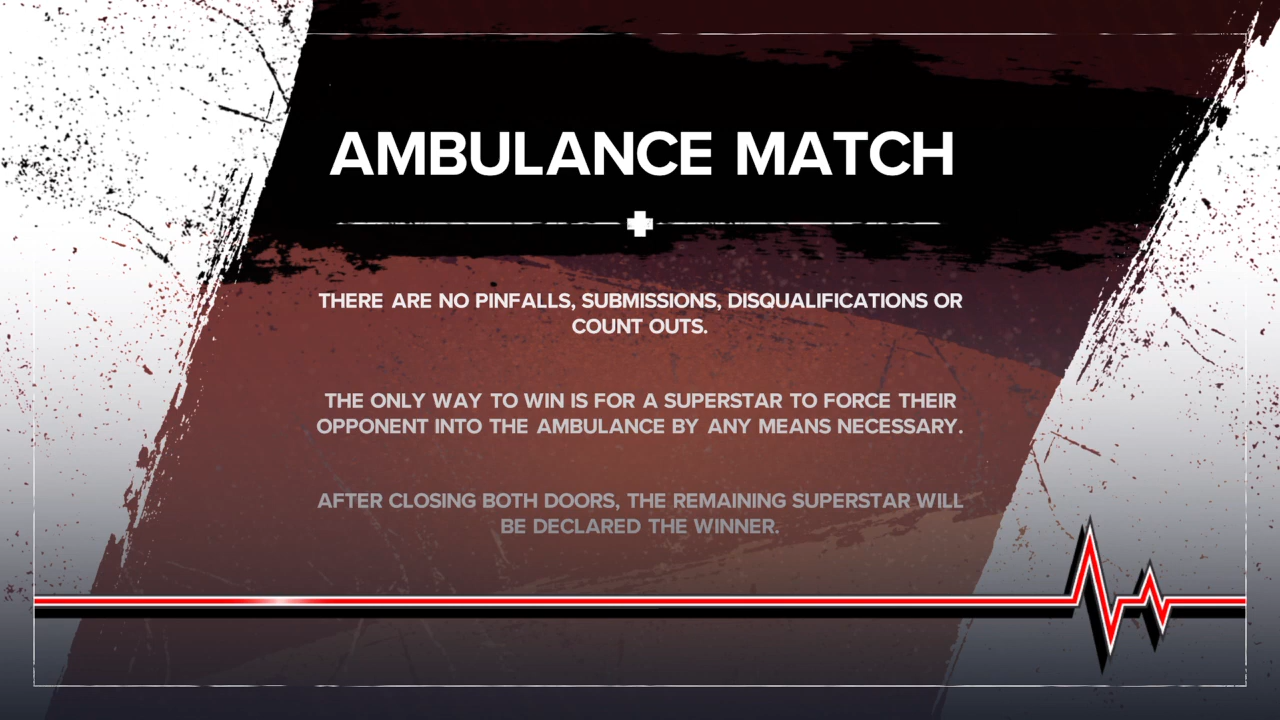 AMBULANCE MATCH
THERE ARE NO PINFALLS, SUBMISSIONS, DISQUALIFICATIONS OR
COUNT OUTS.
THE ONLY WAY TO WIN IS FOR A SUPERSTAR TO FORCE THEIR
OPPONENT INTO THE AMBULANCE BY ANY MEANS NECESSARY.
AFTER CLOSING BOTH DOORS, THE REMAINING SUPERSTAR WILL
BE DECLARED THE WINNER.